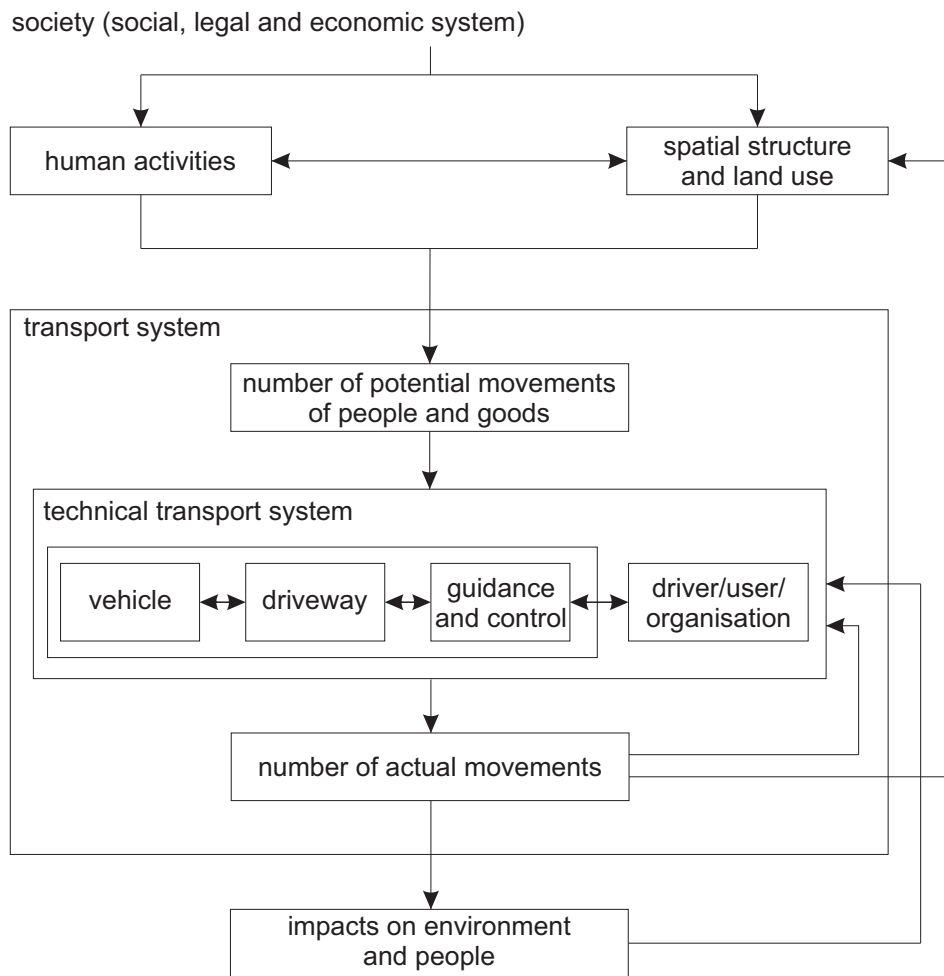 society (social, legal and economic system)
human activities
spatial structure
and land use
transport system
number of potential movements
of people and goods
technical transport system
vehicle
driveway
guidance
and control
driver/user/
organisation
number of actual movements
impacts on environment
and people